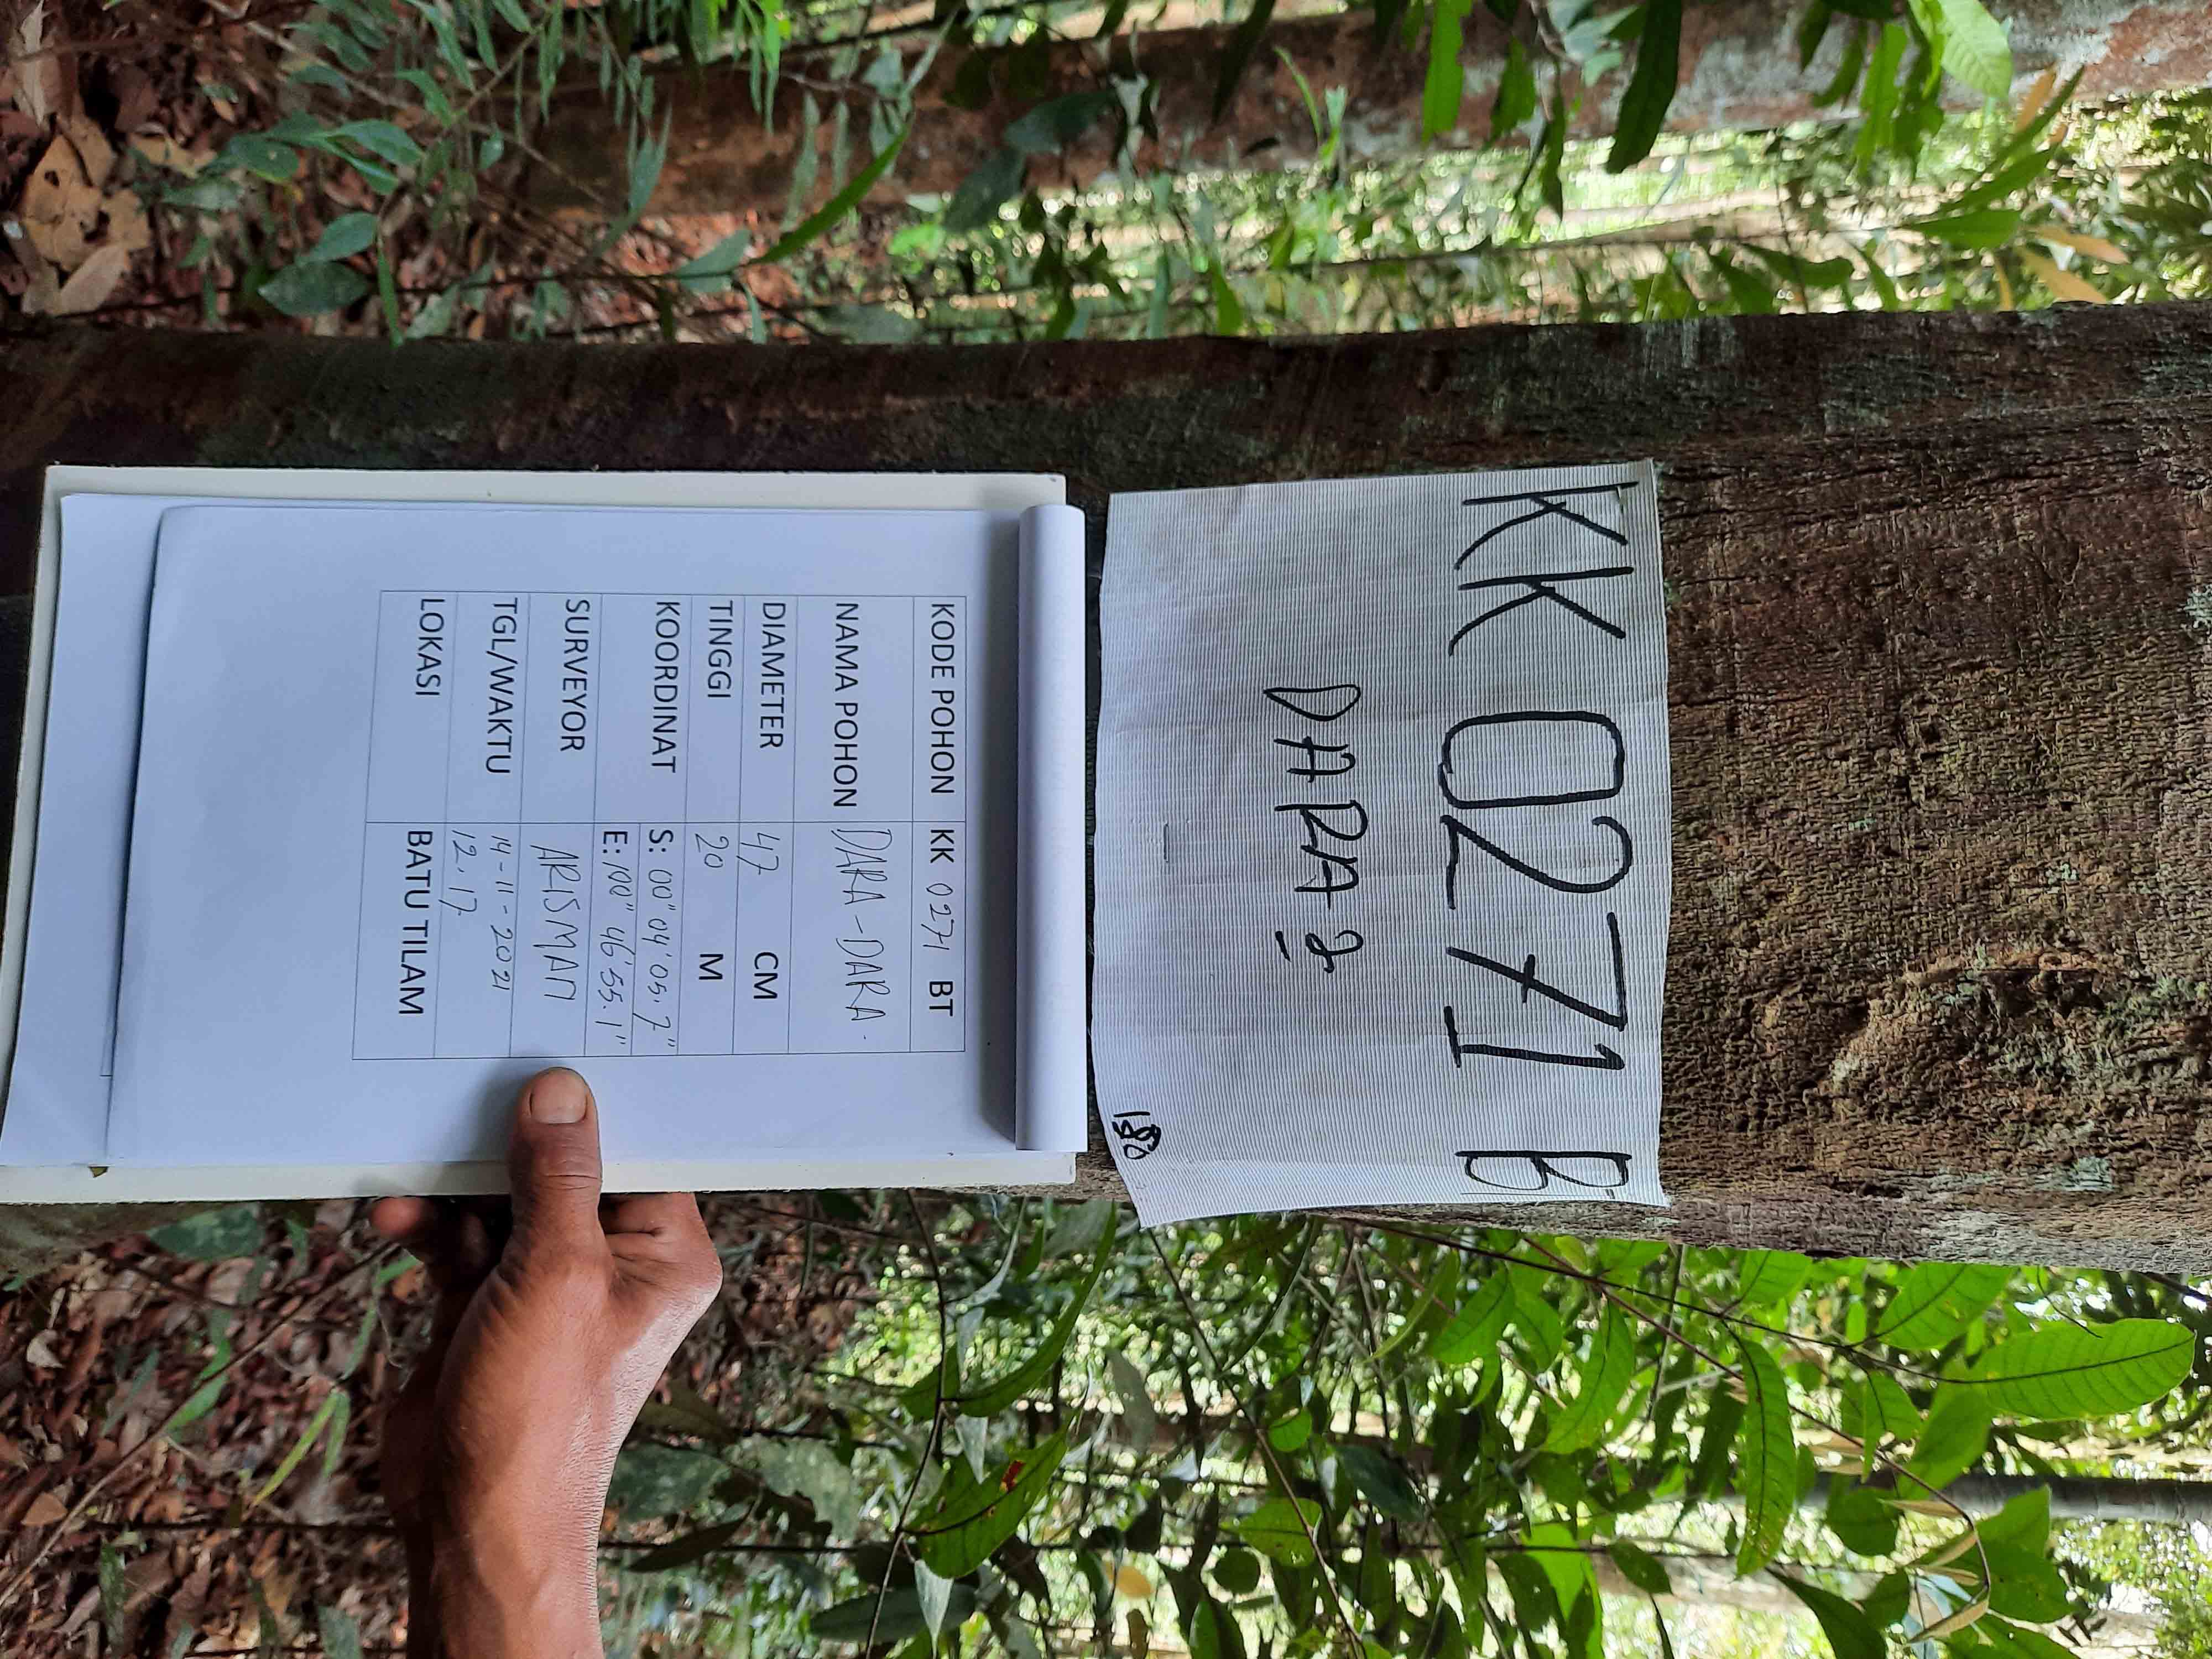 KK 0271 B
DARA 2
180
KODE POHON KK 0271 BT
NAMA POHON DARA-DARA
DIAMETER 47 CM
TINGGI 20 M
KOORDINAT S: 00" 04' 05.7"
E: 100" 46' 55.1"
SURVEYOR ARISMAN
TGL/WAKTU 14-11-2021
12.17
LOKASI BATU TILAM